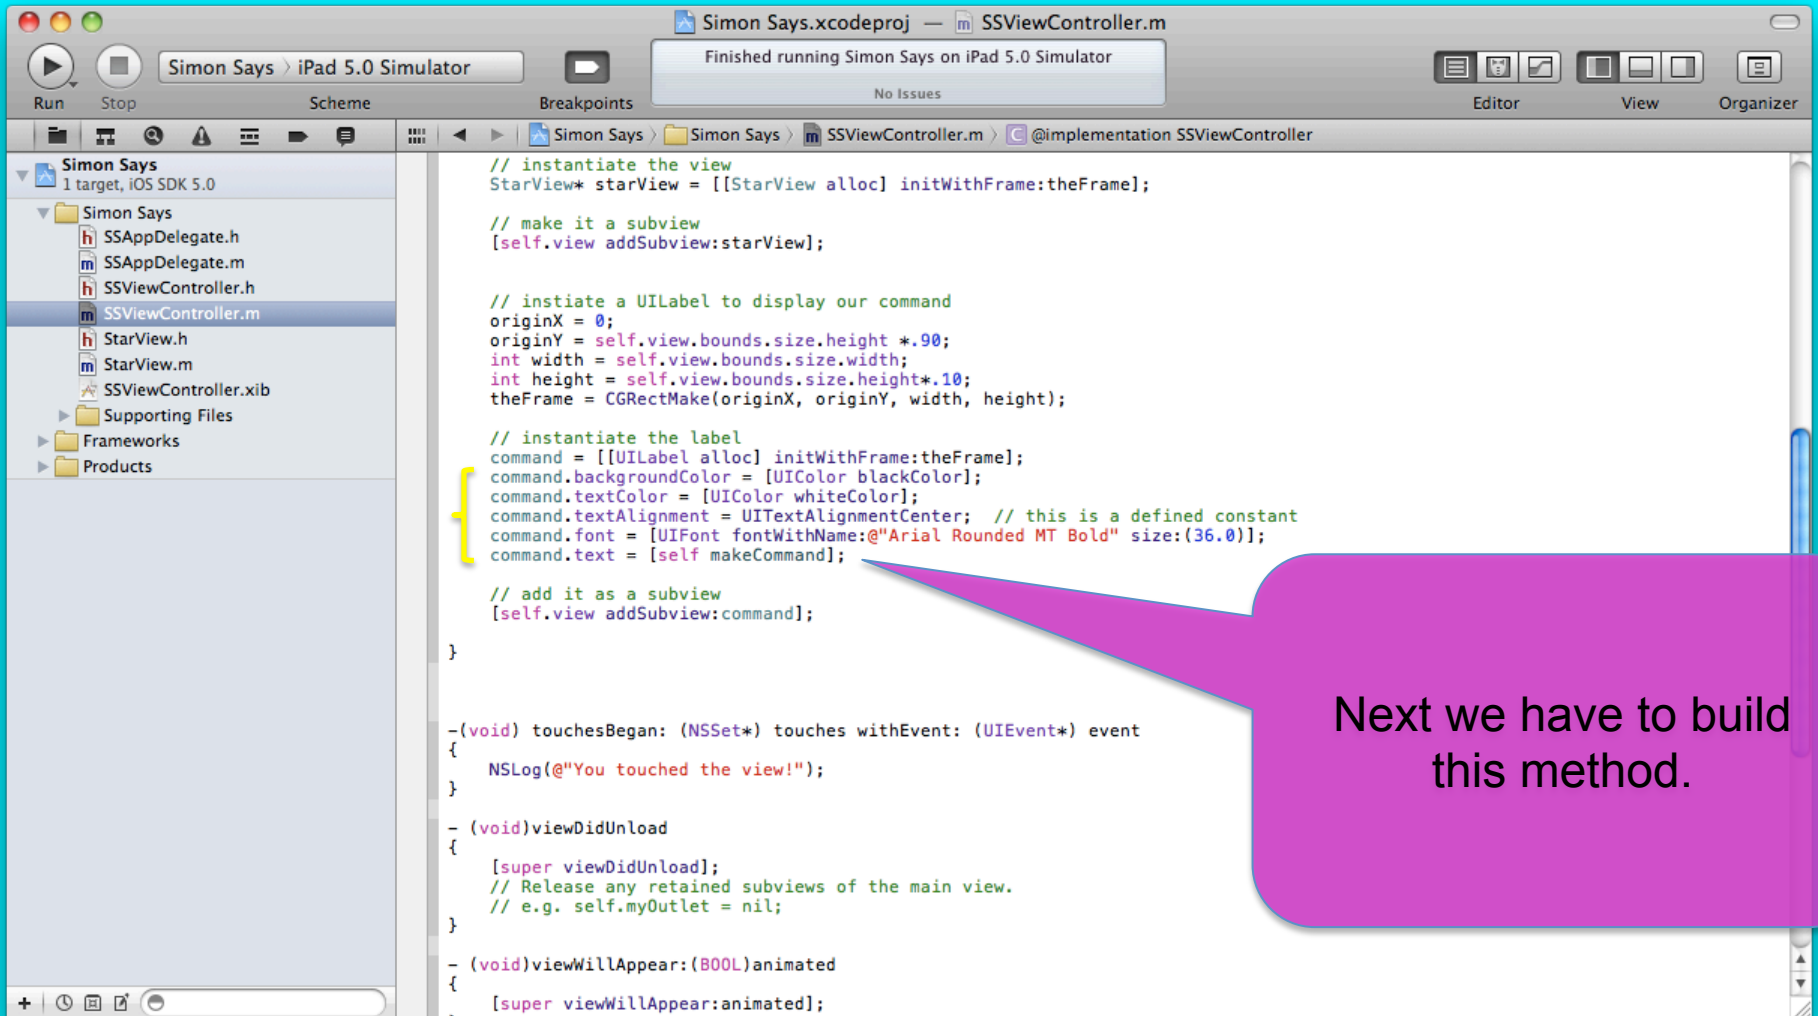 Simon Says.xcodeproj — m SSViewController.m
Simon Says › iPad 5.0 Simulator
Finished running Simon Says on iPad 5.0 Simulator
No Issues
Run Stop Scheme Breakpoints Editor View Organizer
Simon Says › Simon Says › m SSViewController.m › C @implementation SSViewController
Simon Says
1 target, iOS SDK 5.0
Simon Says
h SSAppDelegate.h
m SSAppDelegate.m
h SSViewController.h
m SSViewController.m
h StarView.h
m StarView.m
SSViewController.xib
Supporting Files
Frameworks
Products
// instantiate the view
StarView* starView = [[StarView alloc] initWithFrame:theFrame];
// make it a subview
[self.view addSubview:starView];
// instiate a UILabel to display our command
originX = 0;
originY = self.view.bounds.size.height *.90;
int width = self.view.bounds.size.width;
int height = self.view.bounds.size.height*.10;
theFrame = CGRectMake(originX, originY, width, height);
// instantiate the label
command = [[UILabel alloc] initWithFrame:theFrame];
command.backgroundColor = [UIColor blackColor];
command.textColor = [UIColor whiteColor];
command.textAlignment = UITextAlignmentCenter;  // this is a defined constant
command.font = [UIFont fontWithName:@"Arial Rounded MT Bold" size:(36.0)];
command.text = [self makeCommand];
// add it as a subview
[self.view addSubview:command];
}
-(void) touchesBegan: (NSSet*) touches withEvent: (UIEvent*) event
{
NSLog(@"You touched the view!");
}
- (void)viewDidUnload
{
[super viewDidUnload];
// Release any retained subviews of the main view.
// e.g. self.myOutlet = nil;
}
- (void)viewWillAppear:(BOOL)animated
{
[super viewWillAppear:animated];
Next we have to build
this method.